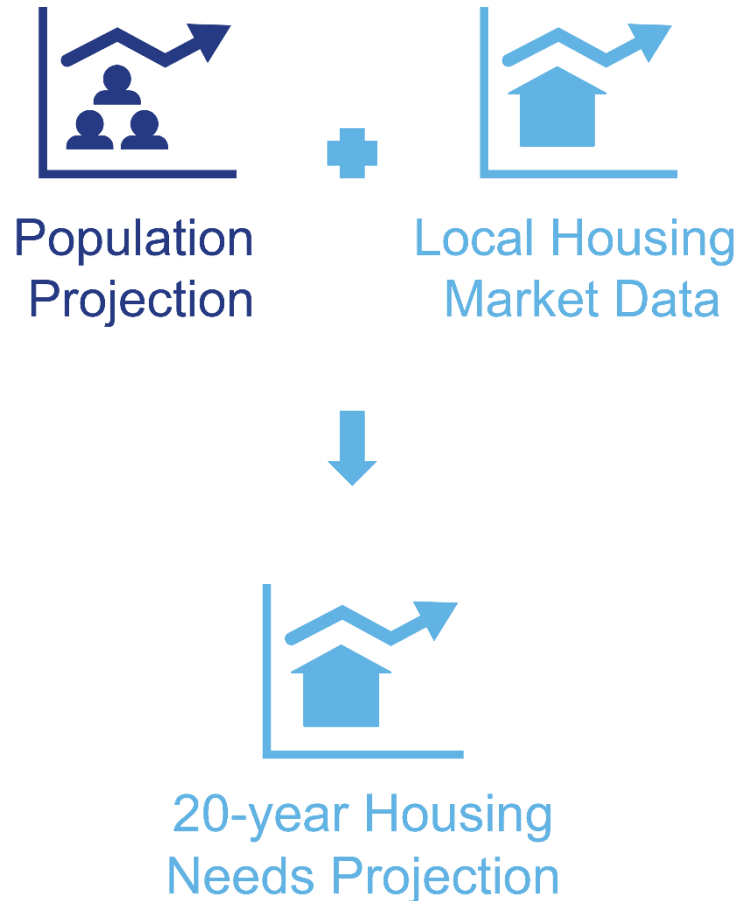 Population
Projection
Local Housing
Market Data
20-year Housing
Needs Projection